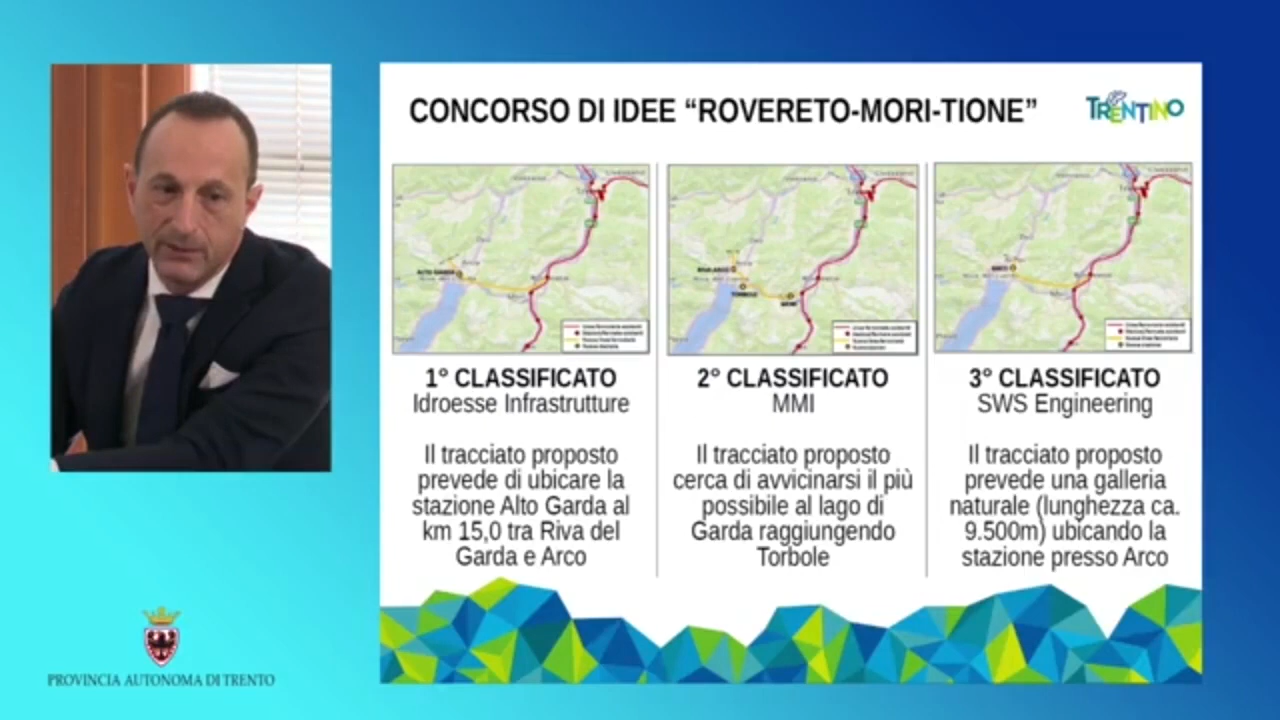 CONCORSO DI IDEE “ROVERETO-MORI-TIONE”
TRENTINO
1° CLASSIFICATO
Idroesse Infrastrutture
Il tracciato proposto
prevede di ubicare la
stazione Alto Garda al
km 15,0 tra Riva del
Garda e Arco
2° CLASSIFICATO
MMI
Il tracciato proposto
cerca di avvicinarsi il più
possibile al lago di
Garda raggiungendo
Torbole
3° CLASSIFICATO
SWS Engineering
Il tracciato proposto
prevede una galleria
naturale (lunghezza ca.
9.500m) ubicando la
stazione presso Arco
PROVINCIA AUTONOMA DI TRENTO